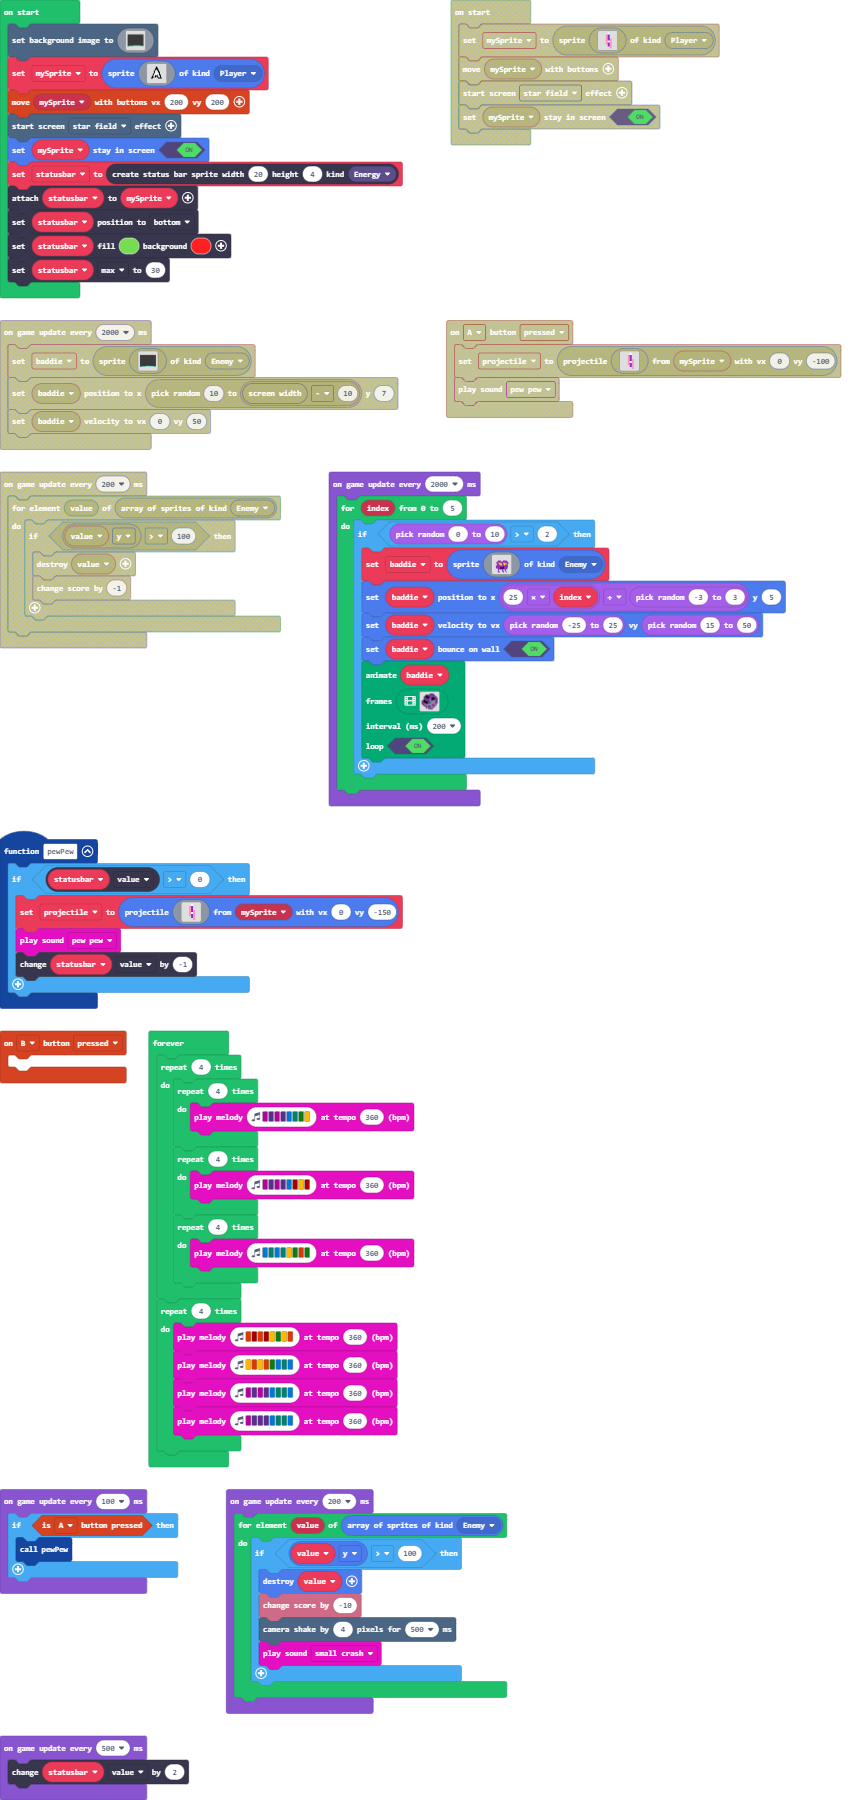 on start
set background image to
set mySprite to sprite of kind Player
move mySprite with buttons vx 200 vy 200
start screen star field effect
set mySprite stay in screen ON
set statusbar to create status bar sprite width 20 height 4 kind Energy
attach statusbar to mySprite
set statusbar position to bottom
set statusbar fill background
set statusbar max to 30
on start
set mySprite to sprite of kind Player
move mySprite with buttons
start screen star field effect
set mySprite stay in screen ON
on game update every 2000 ms
set baddie to sprite of kind Enemy
set baddie position to x pick random 10 to screen width - 10 y 7
set baddie velocity to vx 0 vy 50
on A button pressed
set projectile to projectile from mySprite with vx 0 vy -100
play sound pew pew
on game update every 200 ms
for element value of array of sprites of kind Enemy
do
if value y > 100 then
destroy value
change score by -1
on game update every 2000 ms
for index from 0 to 5
do
if pick random 0 to 10 > 2 then
set baddie to sprite of kind Enemy
set baddie position to x 25 × index + pick random -3 to 3 y 5
set baddie velocity to vx pick random -25 to 25 vy pick random 15 to 50
set baddie bounce on wall ON
animate baddie
frames
interval (ms) 200
loop ON
function pewPew
if statusbar value > 0 then
set projectile to projectile from mySprite with vx 0 vy -150
play sound pew pew
change statusbar value by -1
on B button pressed
forever
repeat 4 times
do
repeat 4 times
do
play melody at tempo 360 (bpm)
repeat 4 times
do
play melody at tempo 360 (bpm)
repeat 4 times
do
play melody at tempo 360 (bpm)
repeat 4 times
do
play melody at tempo 360 (bpm)
play melody at tempo 360 (bpm)
play melody at tempo 360 (bpm)
play melody at tempo 360 (bpm)
on game update every 100 ms
if is A button pressed then
call pewPew
on game update every 200 ms
for element value of array of sprites of kind Enemy
do
if value y > 100 then
destroy value
change score by -10
camera shake by 4 pixels for 500 ms
play sound small crash
on game update every 500 ms
change statusbar value by 2